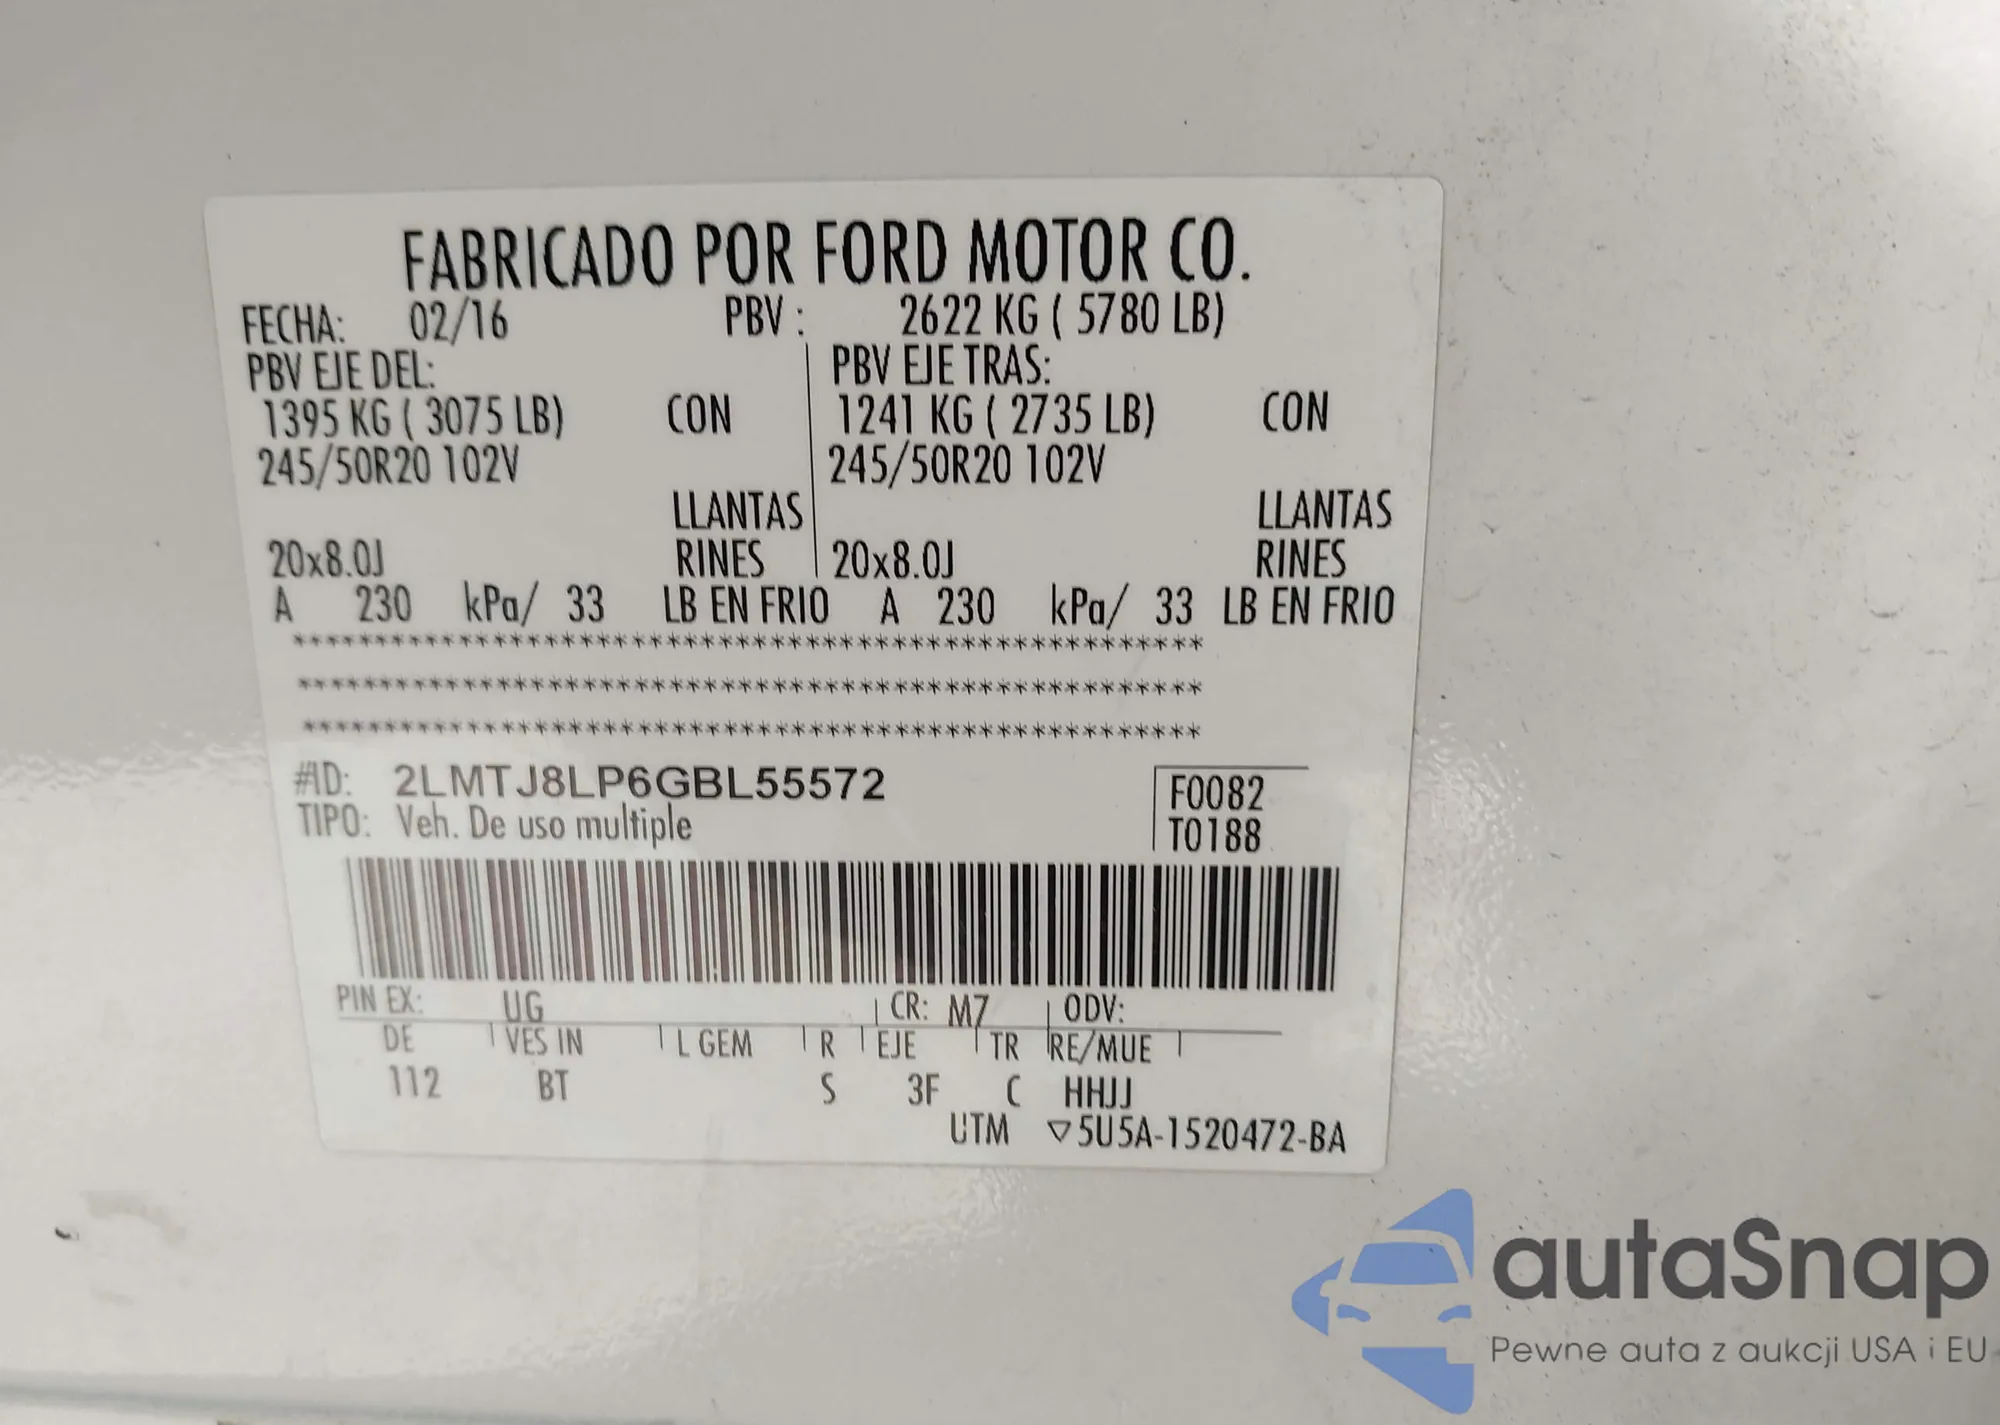 FABRICADO POR FORD MOTOR CO.
FECHA: 02/16 PBV : 2622 KG ( 5780 LB)
PBV EJE DEL: PBV EJE TRAS:
1395 KG ( 3075 LB) CON 1241 KG ( 2735 LB) CON
245/50R20 102V 245/50R20 102V
LLANTAS LLANTAS
20x8.0J RINES 20x8.0J RINES
A 230 kPa/ 33 LB EN FRIO A 230 kPa/ 33 LB EN FRIO
#ID: 2LMTJ8LP6GBL55572 F0082
TIPO: Veh. De uso multiple T0188
PIN EX: UG CR: M7 ODV:
DE VES IN L GEM R EJE TR RE/MUE
112 BT S 3F C HHJJ
UTM ▽5U5A-1520472-BA
autaSnap
Pewne auta z aukcji USA i EU